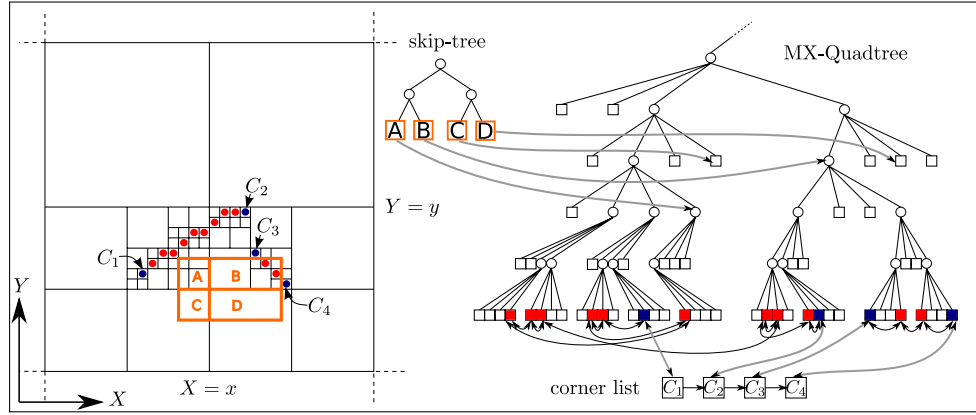 skip-tree
MX-Quadtree
A B C D
C2
Y = y
C3
C1
A B
C D
C4
Y
X
X = x
corner list
C1 C2 C3 C4